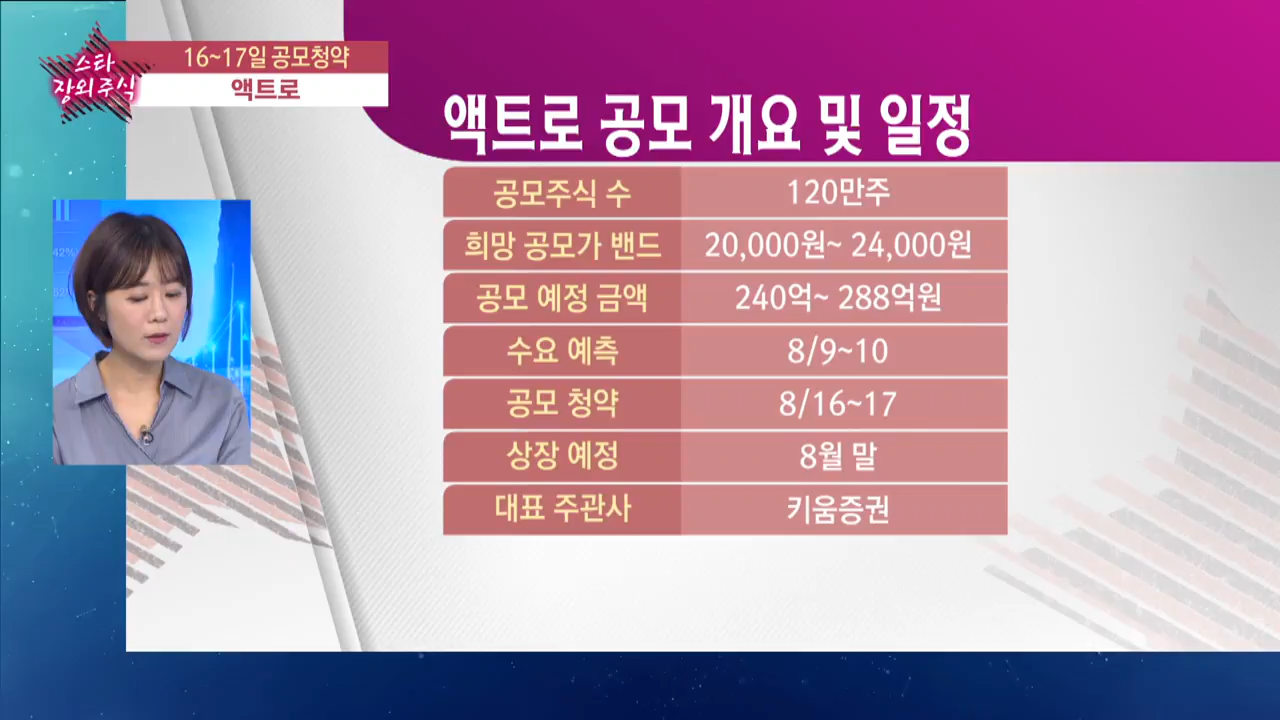 스타
장외주식
16~17일 공모청약
액트로
액트로 공모 개요 및 일정
공모주식 수 120만주
희망 공모가 밴드 20,000원~ 24,000원
공모 예정 금액 240억~ 288억원
수요 예측 8/9~10
공모 청약 8/16~17
상장 예정 8월 말
대표 주관사 키움증권
42%)